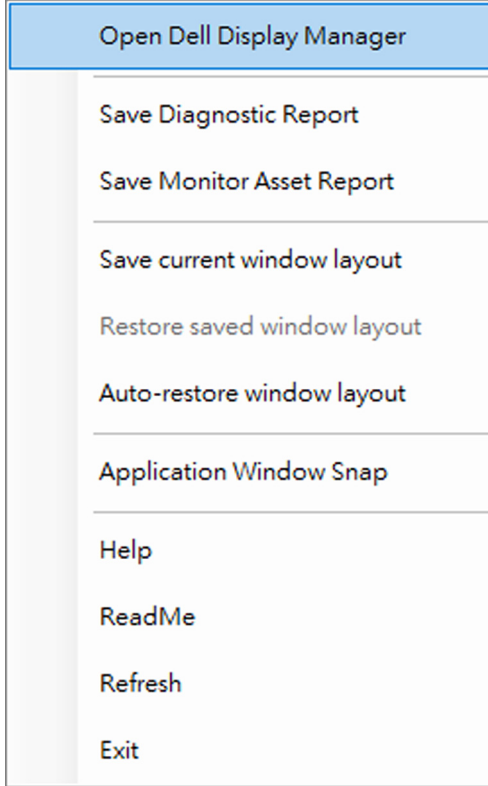 Open Dell Display Manager
Save Diagnostic Report
Save Monitor Asset Report
Save current window layout
Restore saved window layout
Auto-restore window layout
Application Window Snap
Help
ReadMe
Refresh
Exit